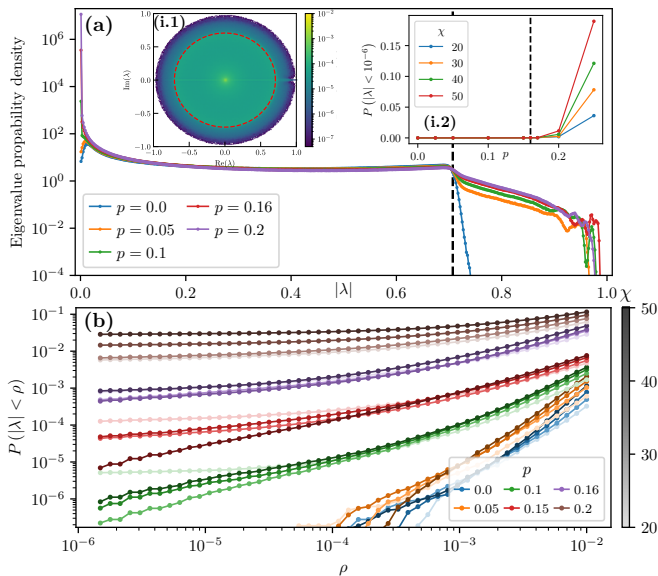 (a)
Eigenvalue propability density
10⁶
10⁴
10²
10⁰
10⁻²
10⁻⁴
(i.1)
Im(λ)
1.0
0.5
0.0
−0.5
−1.0
−1.0 −0.5 0.0 0.5 1.0
Re(λ)
10⁻²
10⁻³
10⁻⁴
10⁻⁵
10⁻⁶
10⁻⁷
P (|λ| < 10⁻⁶)
0.15
0.10
0.05
0.00
χ
20
30
40
50
(i.2)
0.0 0.1 p 0.2
p = 0.0
p = 0.05
p = 0.1
p = 0.16
p = 0.2
0.0 0.2 |λ| 0.4 0.6 0.8 1.0
(b)
P (|λ| < ρ)
10⁻¹
10⁻²
10⁻³
10⁻⁴
10⁻⁵
10⁻⁶
p
0.0
0.05
0.1
0.15
0.16
0.2
10⁻⁶ 10⁻⁵ 10⁻⁴ 10⁻³ 10⁻²
ρ
χ
50
40
30
20